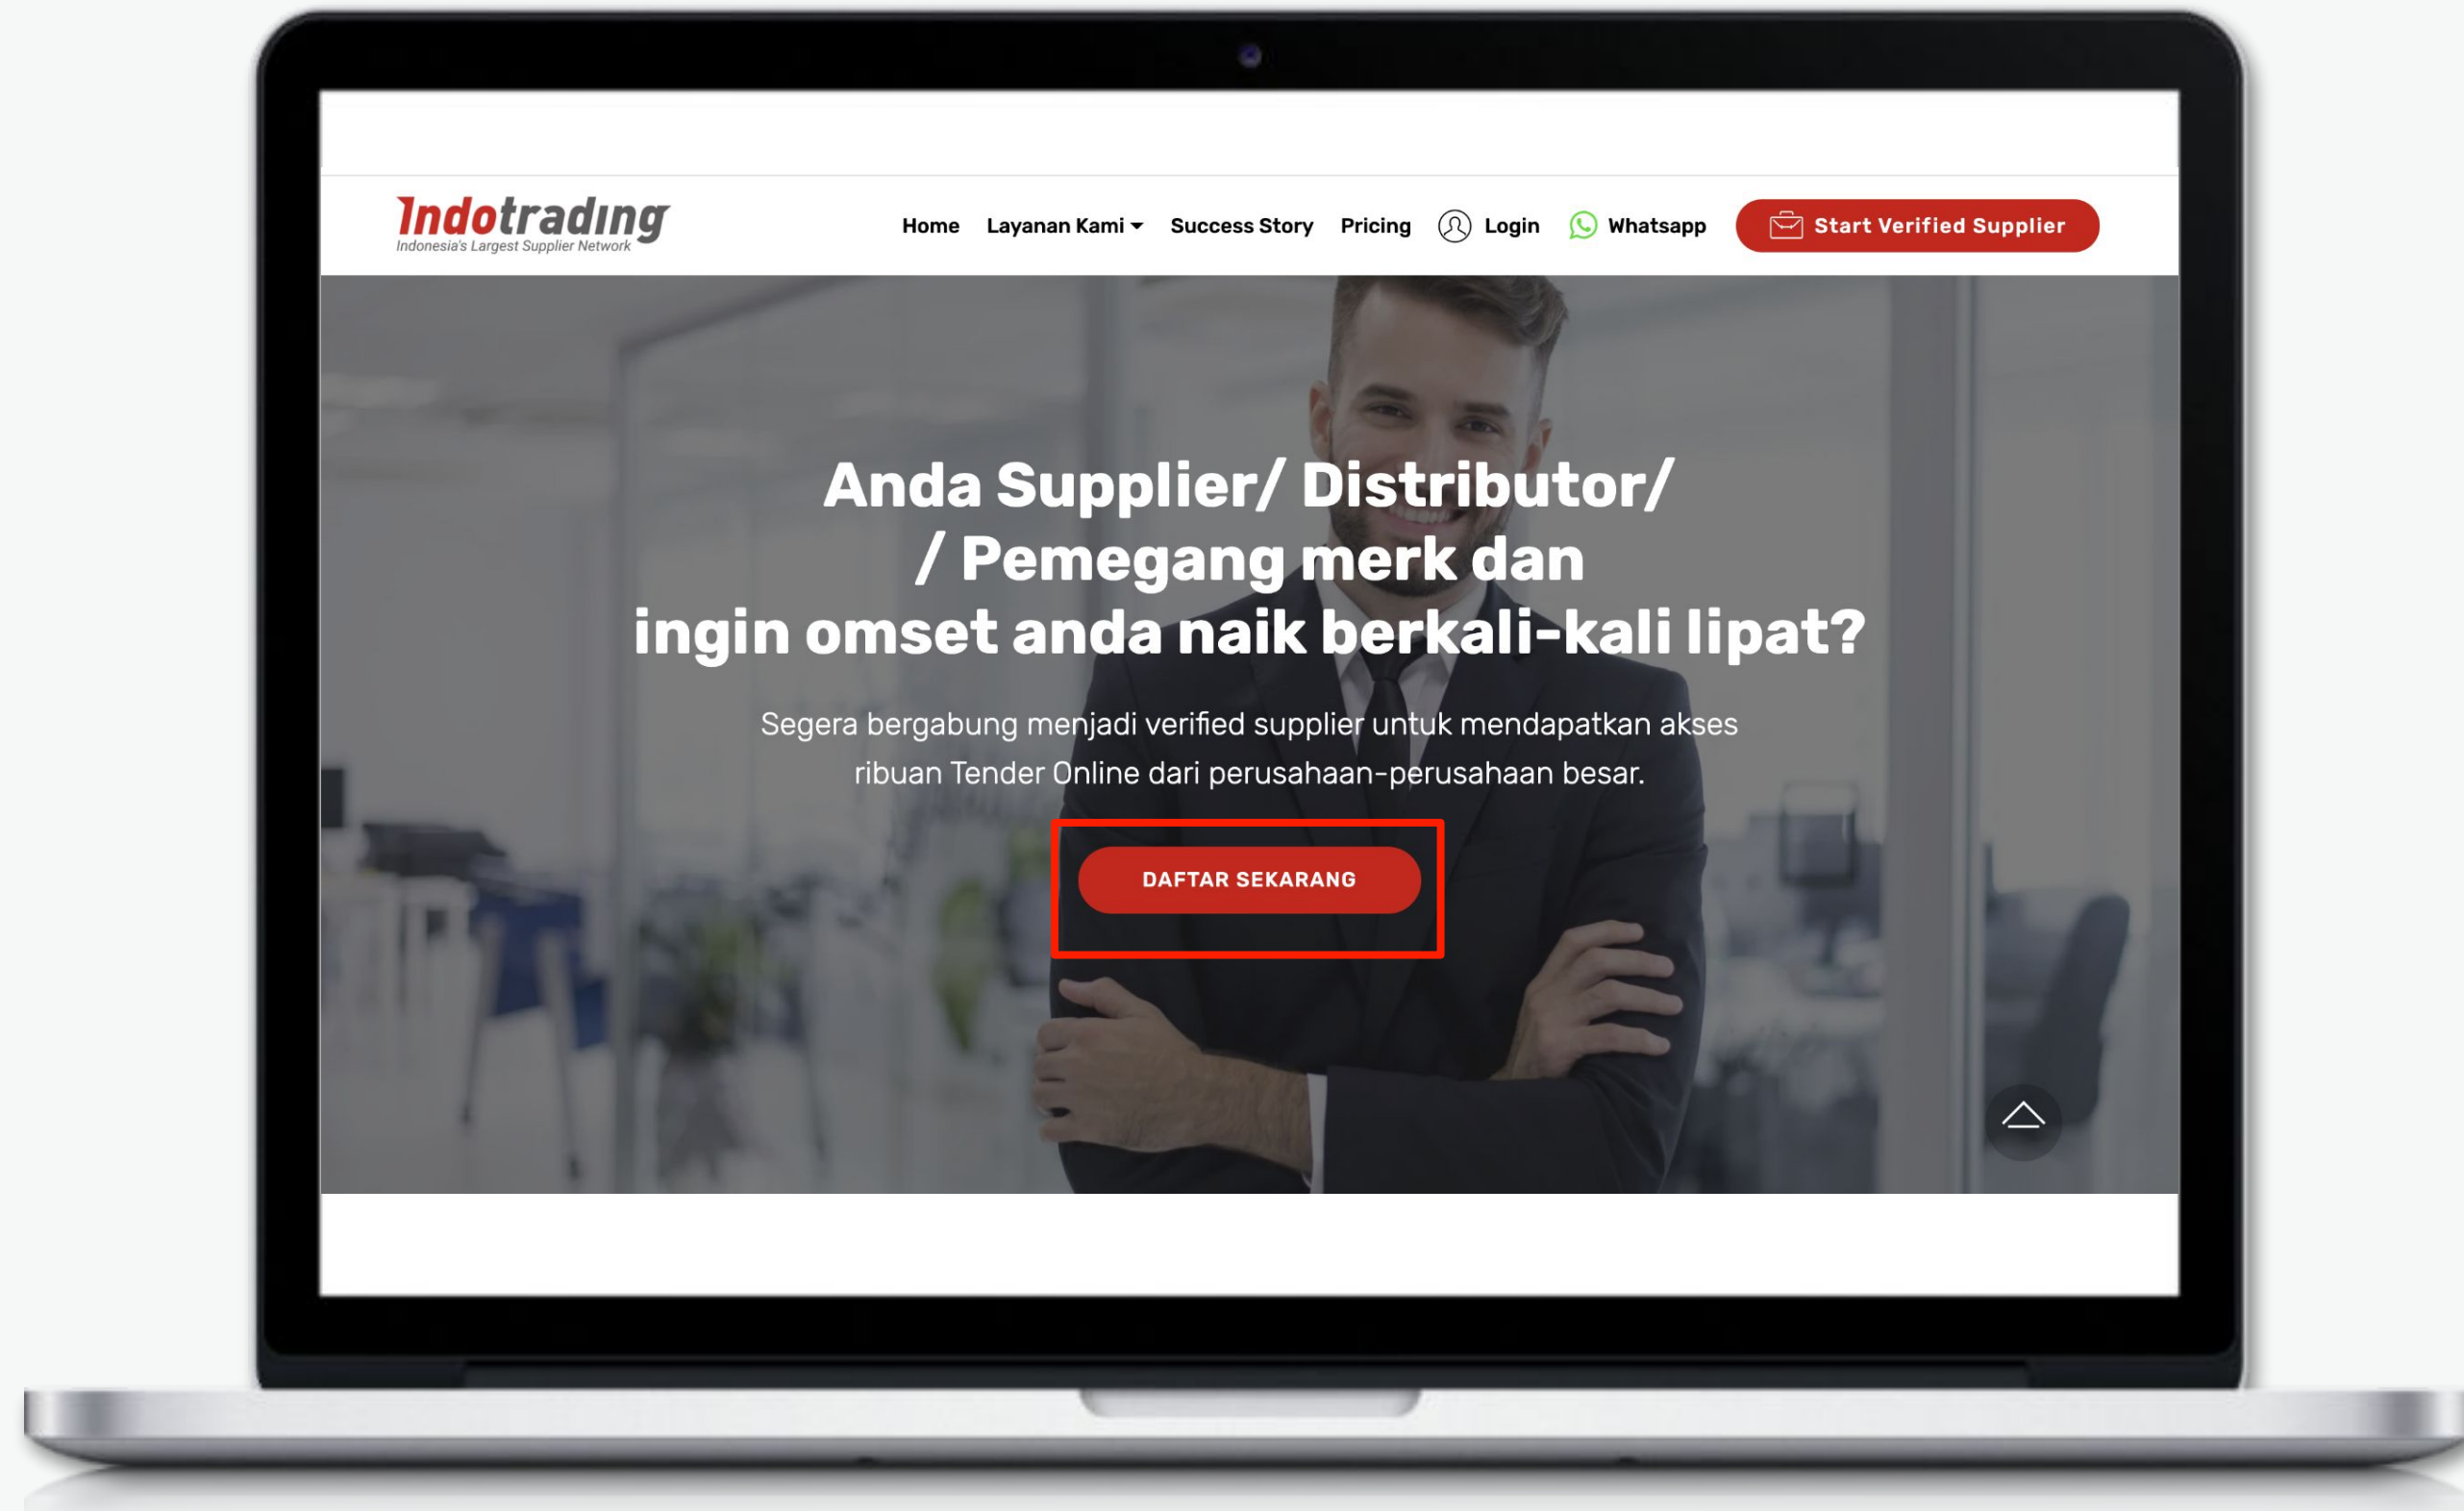 Indotrading
Indonesia's Largest Supplier Network
Home Layanan Kami Success Story Pricing Login Whatsapp Start Verified Supplier
Anda Supplier/ Distributor/
/ Pemegang merk dan
ingin omset anda naik berkali-kali lipat?
Segera bergabung menjadi verified supplier untuk mendapatkan akses
ribuan Tender Online dari perusahaan-perusahaan besar.
DAFTAR SEKARANG